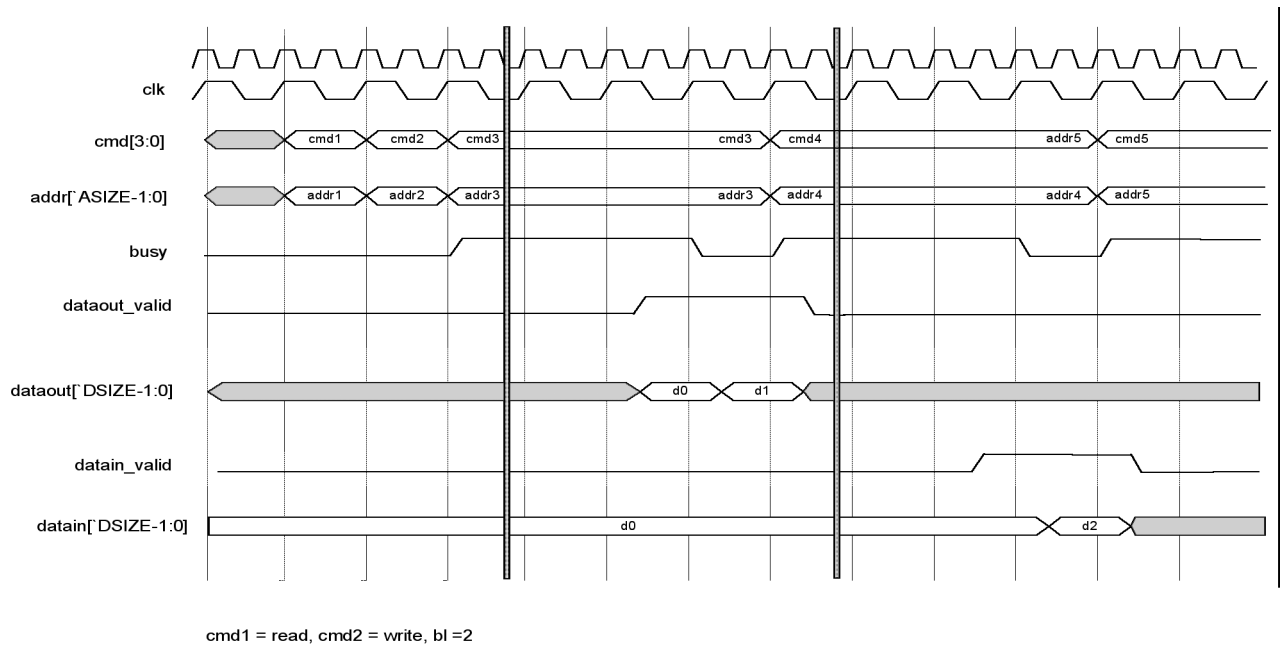 clk
cmd[3:0] cmd1 cmd2 cmd3 cmd3 cmd4 addr5 cmd5
addr[`ASIZE-1:0] addr1 addr2 addr3 addr3 addr4 addr4 addr5
busy
dataout_valid
dataout[`DSIZE-1:0] d0 d1
datain_valid
datain[`DSIZE-1:0] d0 d2
cmd1 = read, cmd2 = write, bl =2